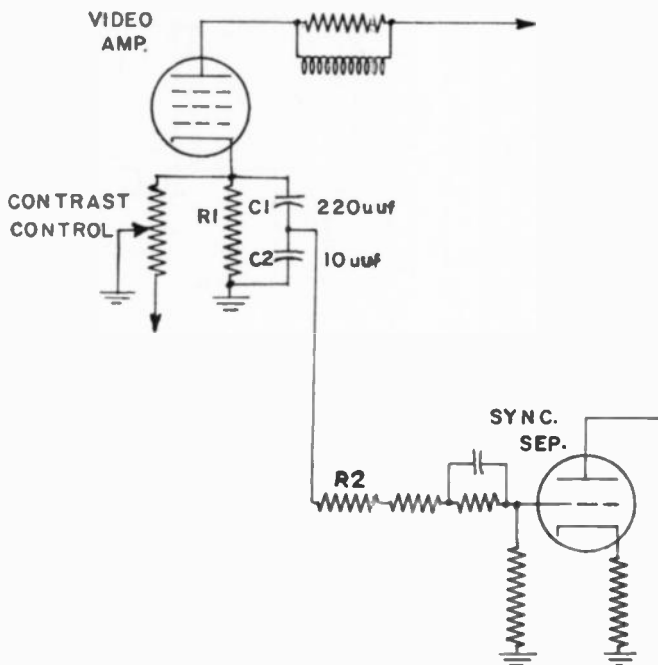 VIDEO
AMP.
CONTRAST
CONTROL
R1
C1
220uuf
C2
10uuf
R2
SYNC.
SEP.